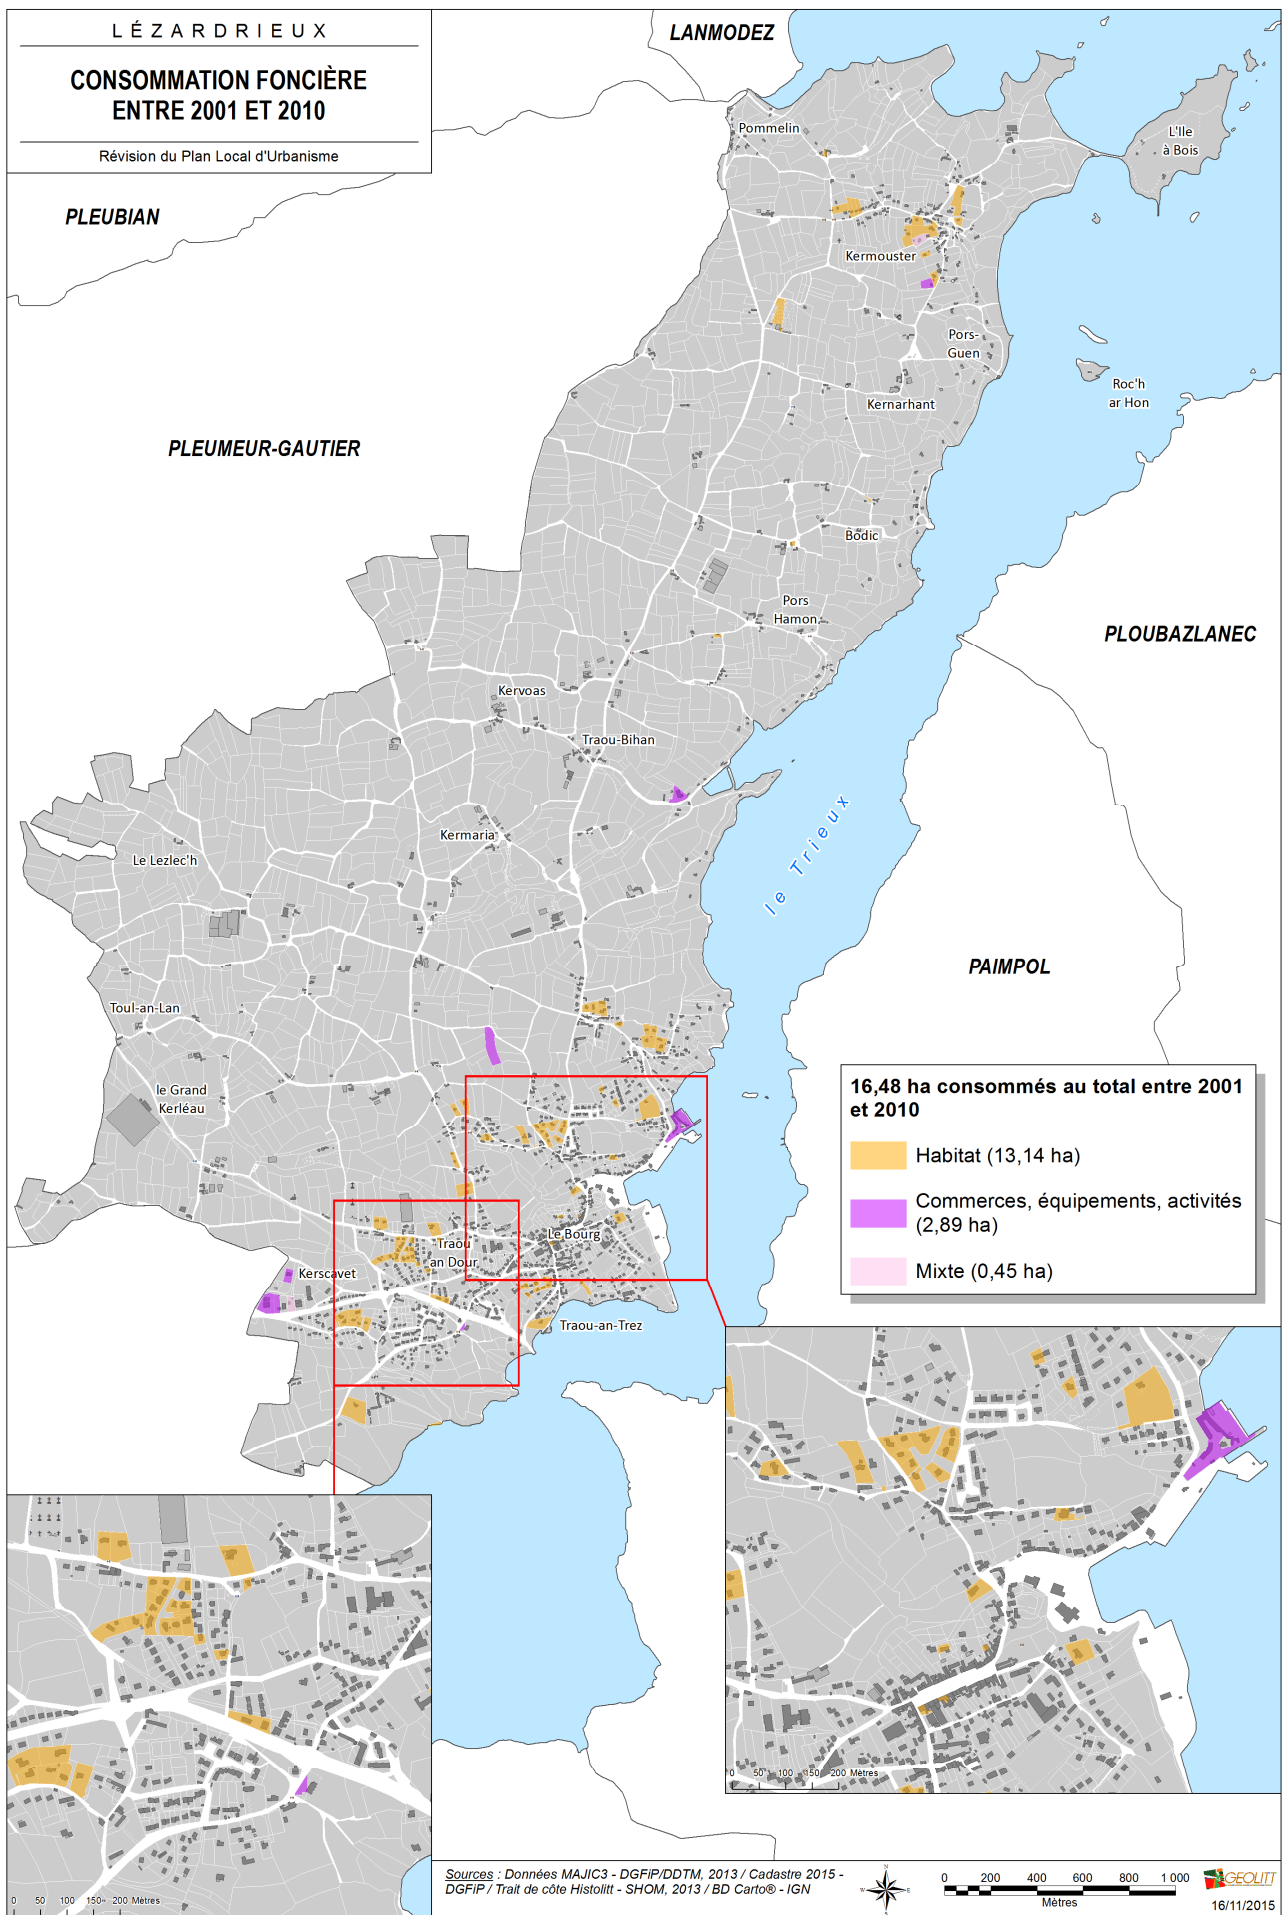 LÉZARDRIEUX
CONSOMMATION FONCIÈRE
ENTRE 2001 ET 2010
Révision du Plan Local d'Urbanisme
LANMODEZ
PLEUBIAN
PLEUMEUR-GAUTIER
PLOUBAZLANEC
PAIMPOL
Pommelin
L'Ile
à Bois
Kermouster
Pors-
Guen
Roc'h
ar Hon
Kernarhant
Bodic
Pors
Hamon
Kervoas
Traou-Bihan
le Trieux
Kermaria
Le Lezlec'h
Toul-an-Lan
le Grand
Kerléau
Le Bourg
Traou
an Dour
Kerscavet
Traou-an-Trez
16,48 ha consommés au total entre 2001
et 2010
Habitat (13,14 ha)
Commerces, équipements, activités
(2,89 ha)
Mixte (0,45 ha)
0 50 100 150 200 Mètres
0 50 100 150 200 Mètres
Sources : Données MAJIC3 - DGFiP/DDTM, 2013 / Cadastre 2015 -
DGFiP / Trait de côte Histolitt - SHOM, 2013 / BD Carto® - IGN
N
W E
S
0 200 400 600 800 1 000
Mètres
GEOLITT
16/11/2015